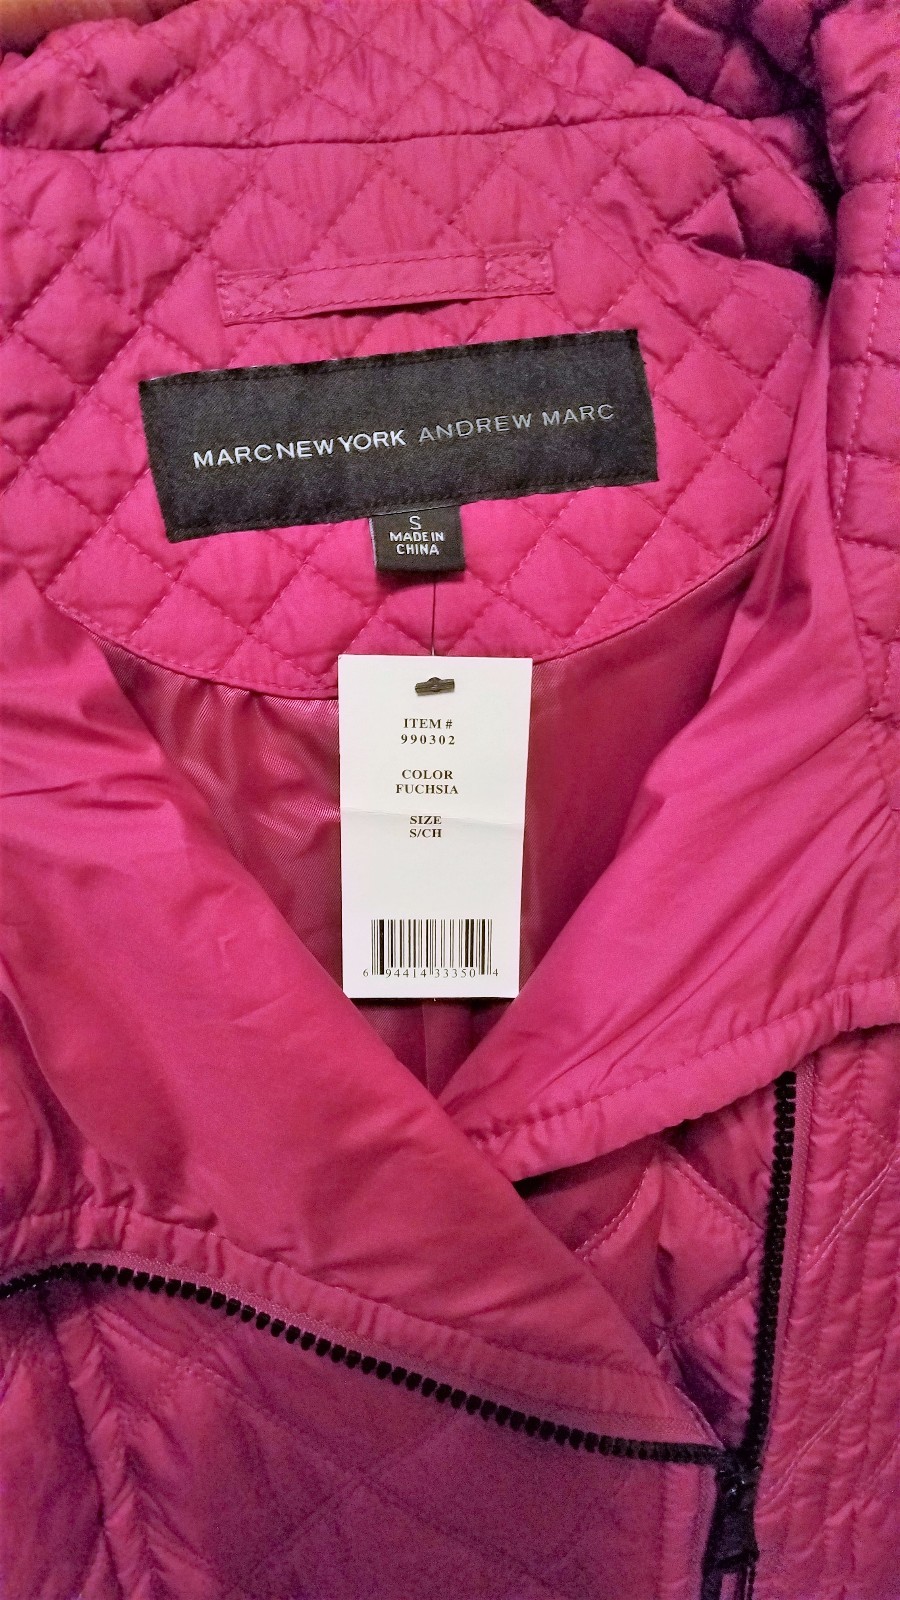 MARC NEW YORK ANDREW MARC
S
MADE IN
CHINA
ITEM #
990302
COLOR
FUCHSIA
SIZE
S/CH
6 94414 33350 4